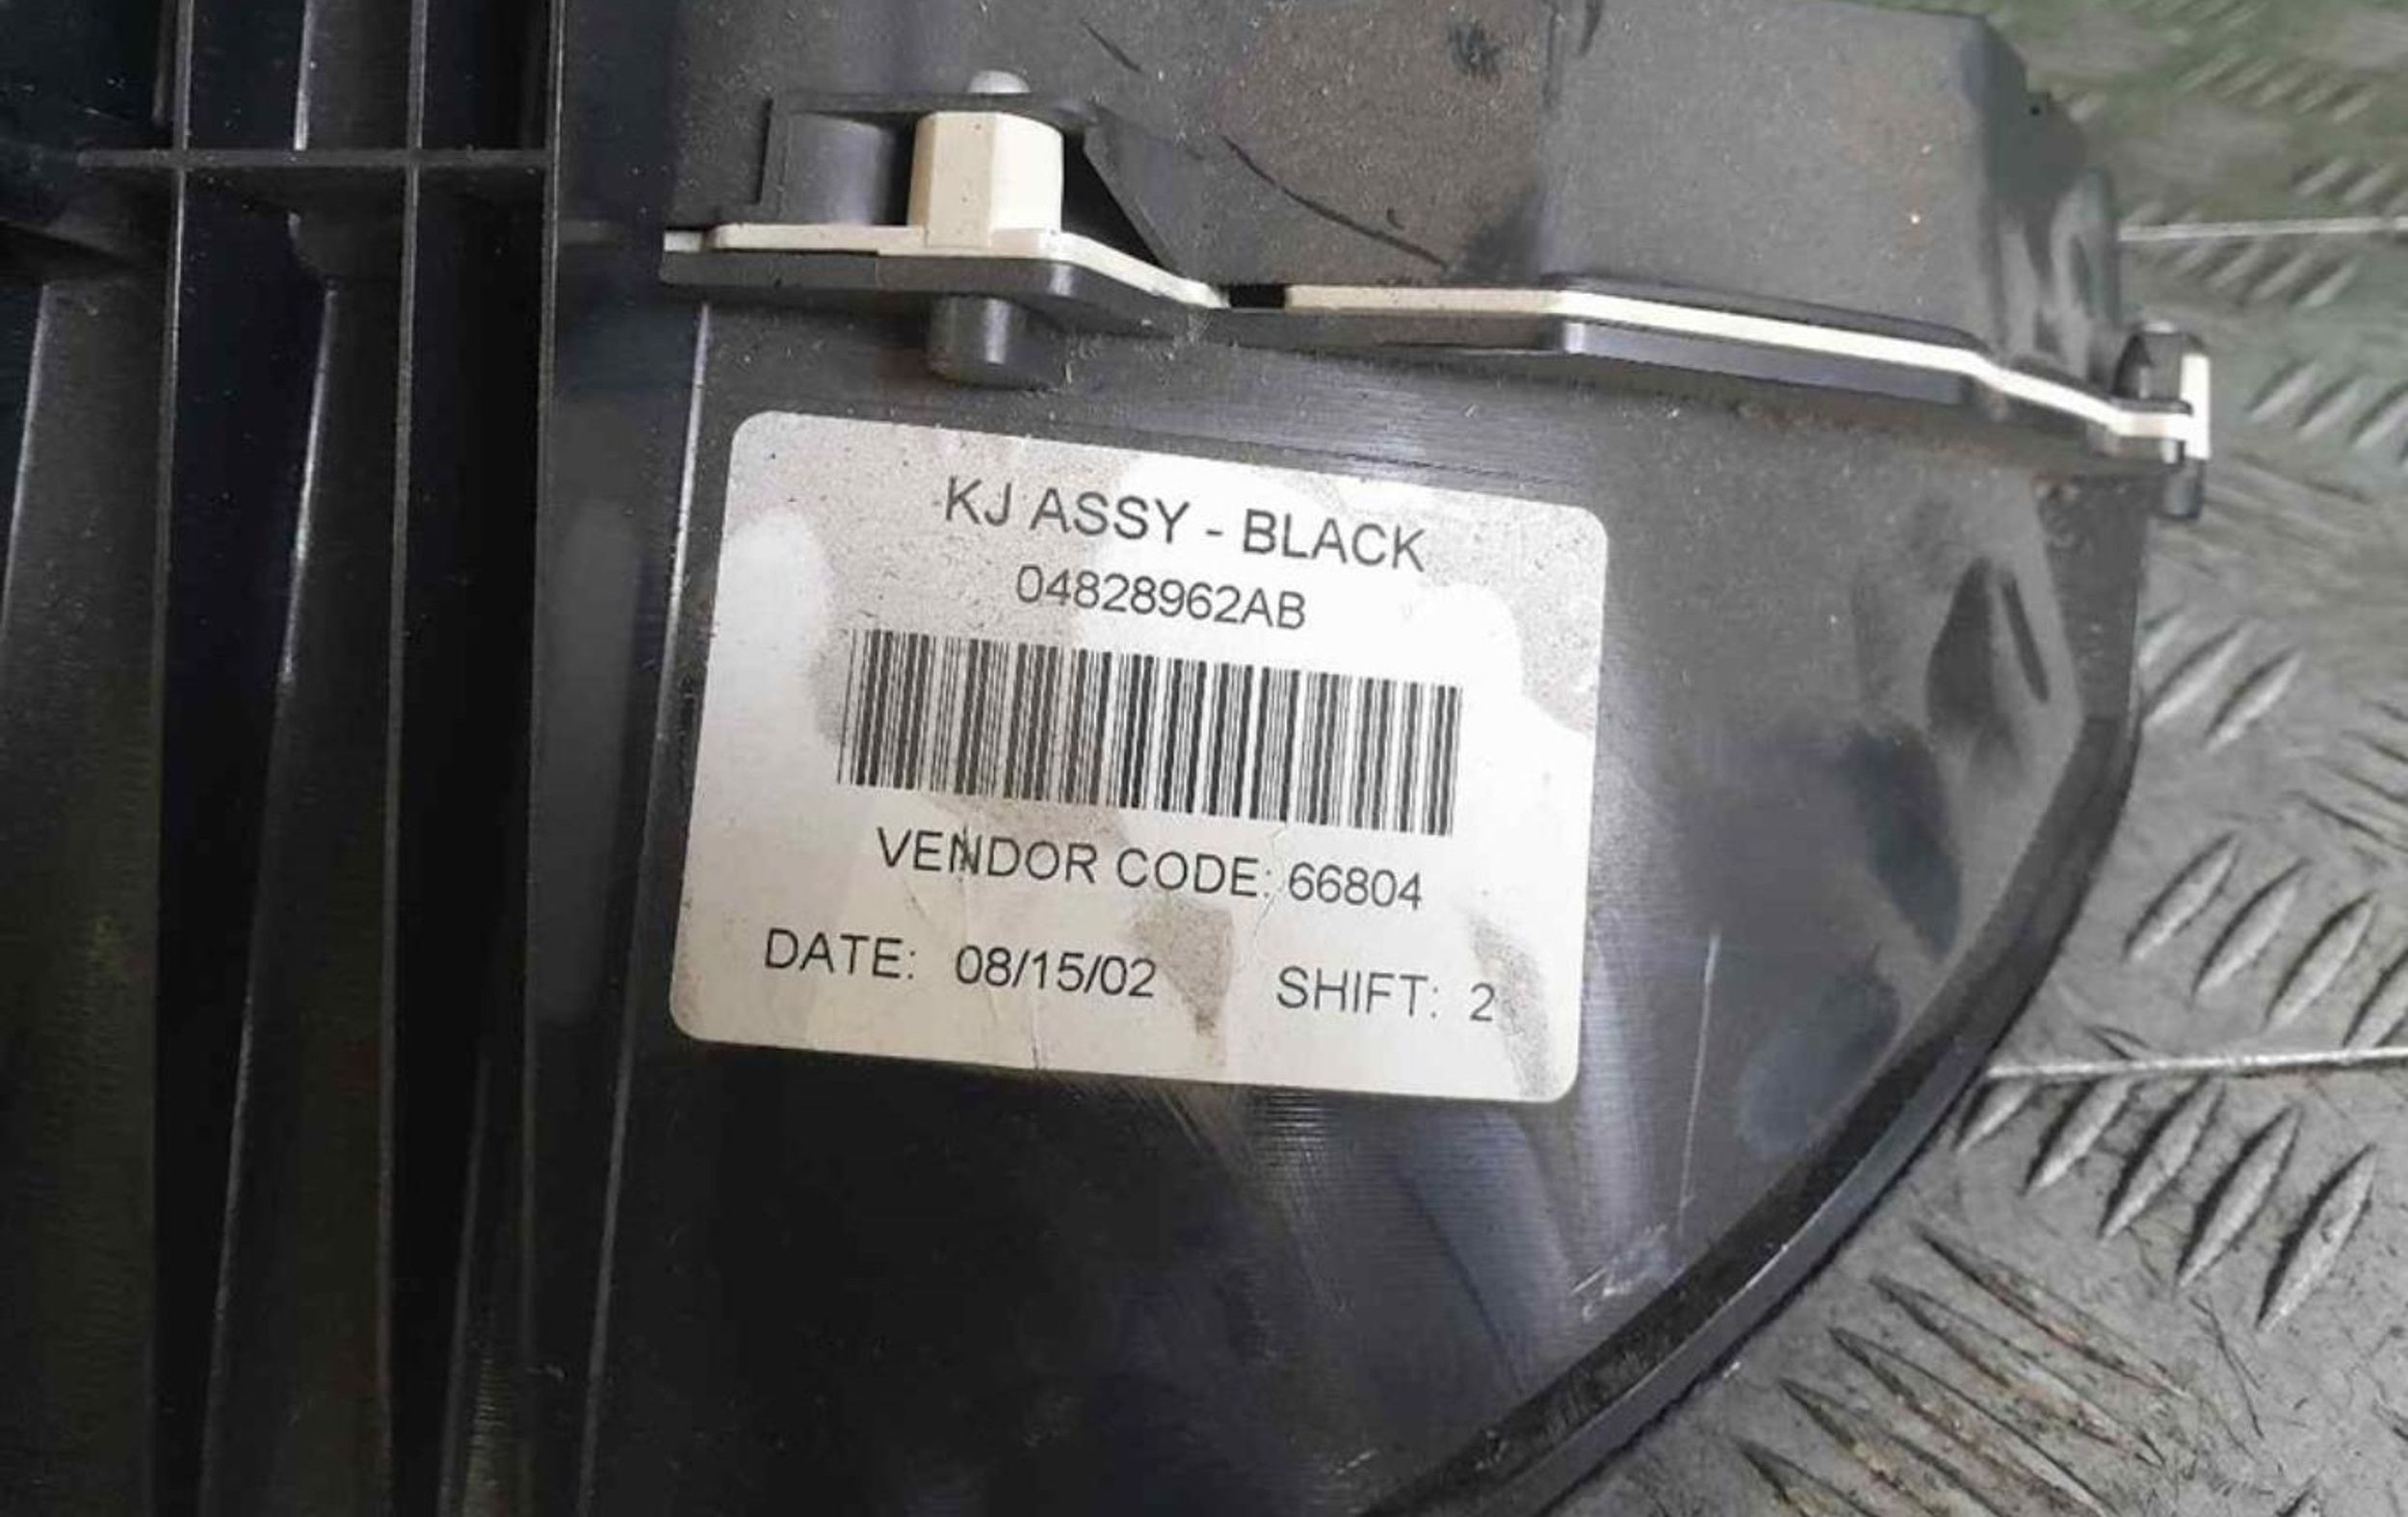 KJ ASSY - BLACK
04828962AB
VENDOR CODE: 66804
DATE: 08/15/02 SHIFT: 2